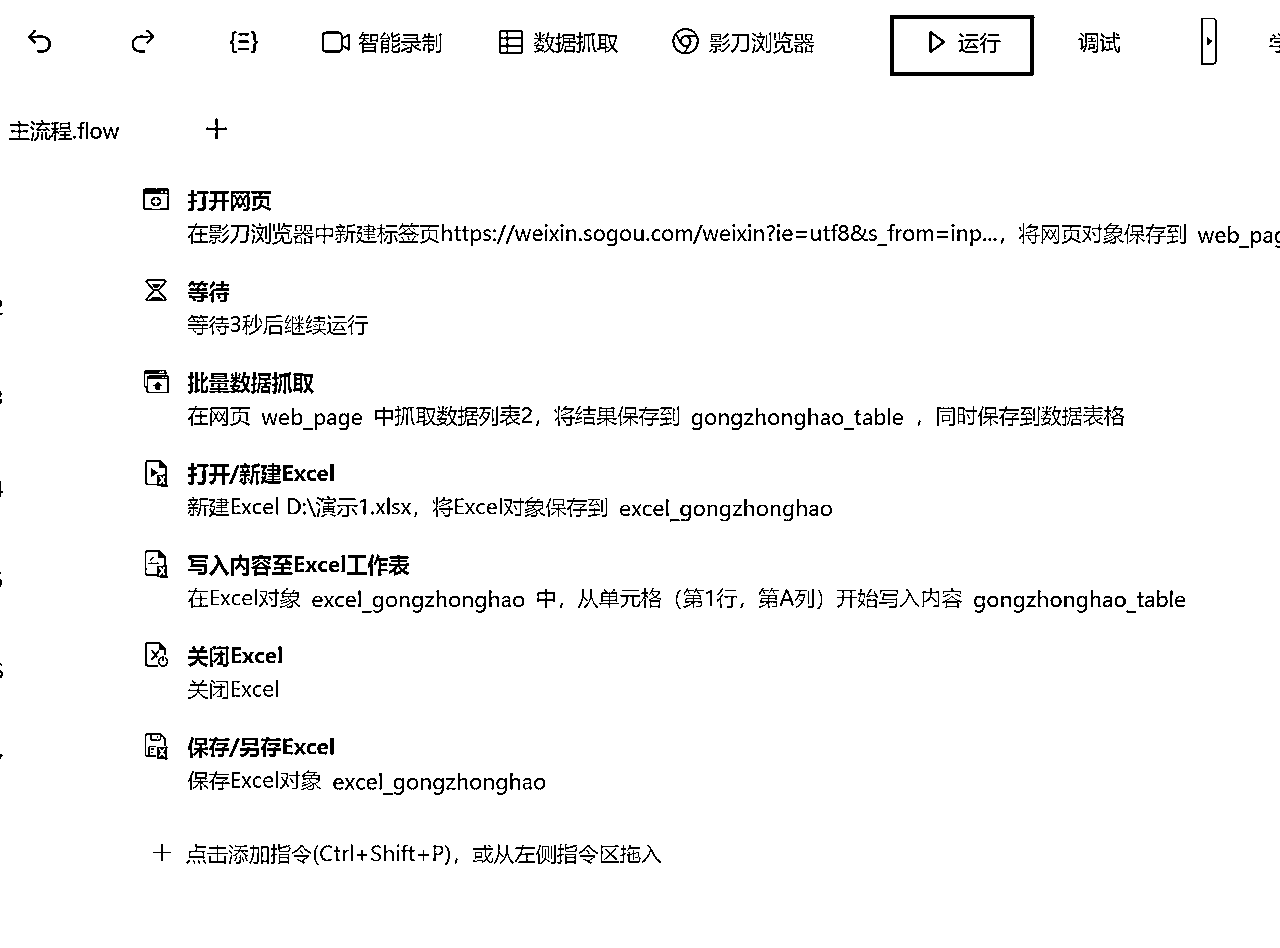 智能录制 数据抓取 影刀浏览器 运行 调试
主流程.flow
打开网页
在影刀浏览器中新建标签页https://weixin.sogou.com/weixin?ie=utf8&s_from=inp...，将网页对象保存到 web_pag
等待
等待3秒后继续运行
批量数据抓取
在网页 web_page 中抓取数据列表2，将结果保存到 gongzhonghao_table ，同时保存到数据表格
打开/新建Excel
新建Excel D:\演示1.xlsx，将Excel对象保存到 excel_gongzhonghao
写入内容至Excel工作表
在Excel对象 excel_gongzhonghao 中，从单元格（第1行，第A列）开始写入内容 gongzhonghao_table
关闭Excel
关闭Excel
保存/另存Excel
保存Excel对象 excel_gongzhonghao
点击添加指令(Ctrl+Shift+P)，或从左侧指令区拖入